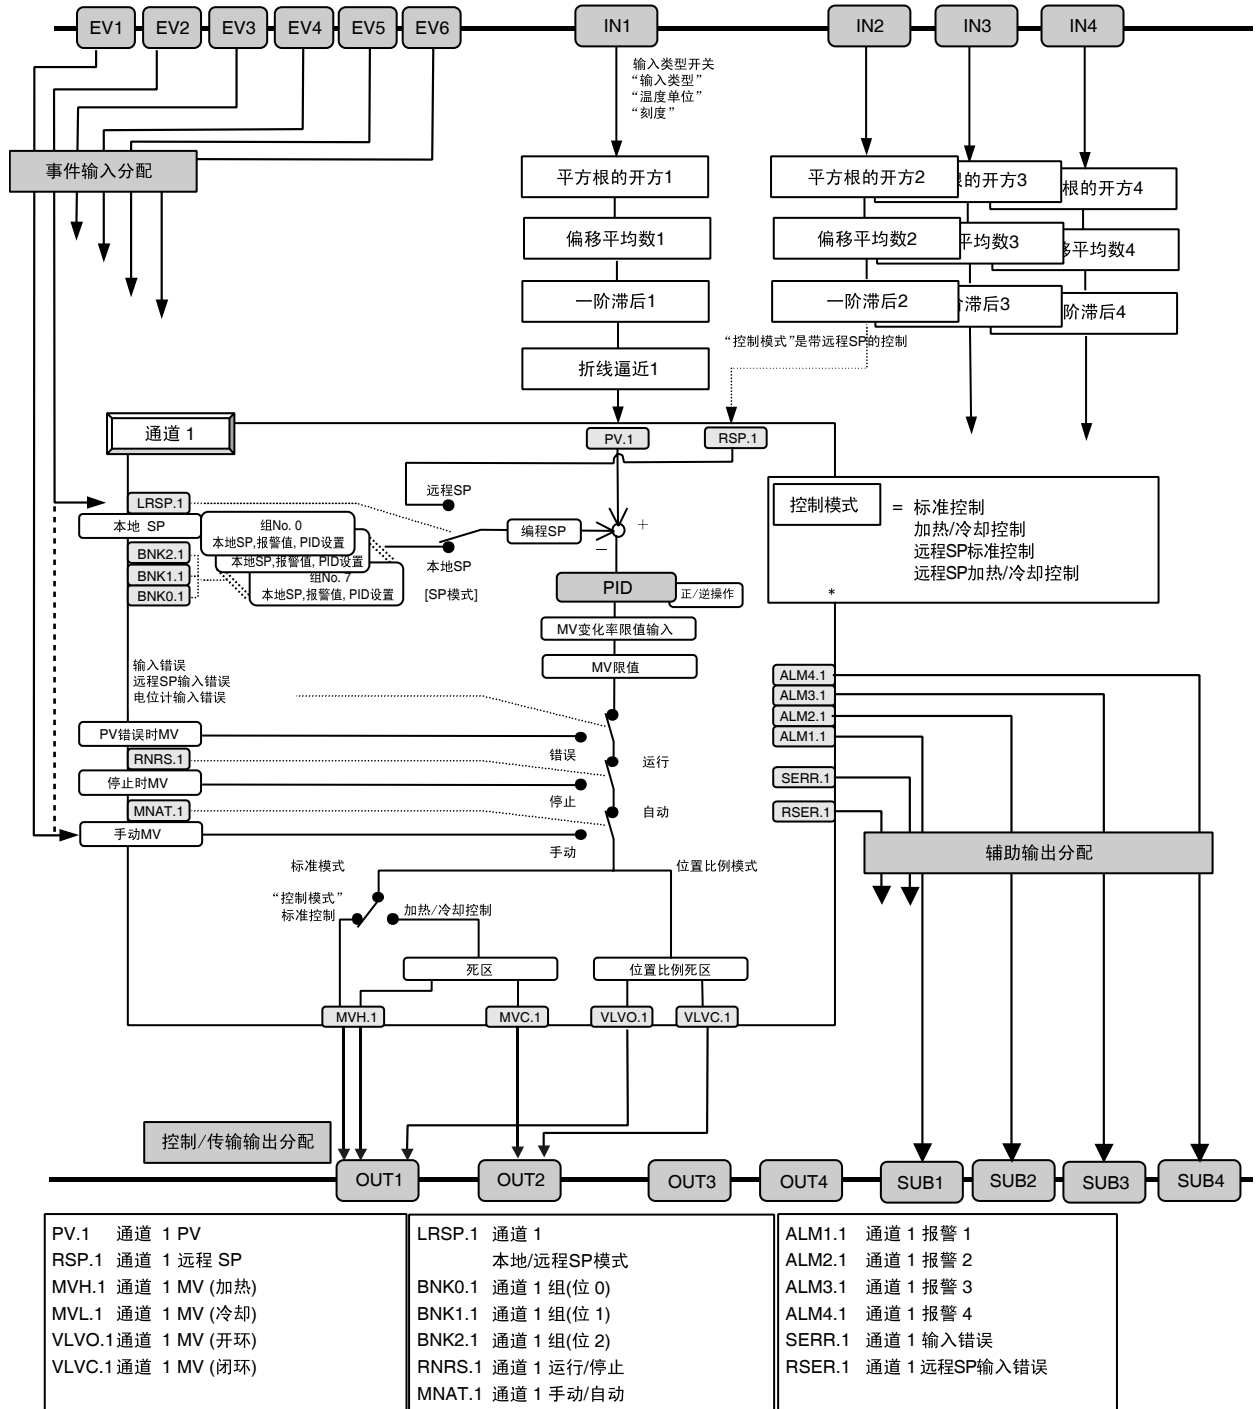 EV1 EV2 EV3 EV4 EV5 EV6 IN1 IN2 IN3 IN4
输入类型开关
“输入类型”
“温度单位”
“刻度”
事件输入分配
平方根的开方1 平方根的开方2 根的开方3 根的开方4
偏移平均数1 偏移平均数2 平均数3 移平均数4
一阶滞后1 一阶滞后2 滞后3 阶滞后4
“控制模式”是带远程SP的控制
折线逼近1
通道 1
PV.1 RSP.1
远程SP
LRSP.1
本地 SP
组No. 0
本地SP,报警值, PID设置
本地SP,报警值, PID设置
组No. 7
本地SP,报警值, PID设置
BNK2.1
BNK1.1
BNK0.1
编程SP
+
−
本地SP
[SP模式]
PID
正/逆操作
MV变化率限值输入
MV限值
控制模式 = 标准控制
加热/冷却控制
远程SP标准控制
远程SP加热/冷却控制
*
输入错误
远程SP输入错误
电位计输入错误
PV错误时MV
错误 运行
RNRS.1
停止时MV
停止 自动
MNAT.1
手动MV
手动
ALM4.1
ALM3.1
ALM2.1
ALM1.1
SERR.1
RSER.1
辅助输出分配
标准模式 位置比例模式
“控制模式”
标准控制
加热/冷却控制
死区 位置比例死区
MVH.1 MVC.1 VLVO.1 VLVC.1
控制/传输输出分配
OUT1 OUT2 OUT3 OUT4 SUB1 SUB2 SUB3 SUB4
PV.1 通道 1 PV
RSP.1 通道 1 远程 SP
MVH.1 通道 1 MV (加热)
MVL.1 通道 1 MV (冷却)
VLVO.1 通道 1 MV (开环)
VLVC.1 通道 1 MV (闭环)
LRSP.1 通道 1
本地/远程SP模式
BNK0.1 通道 1 组(位 0)
BNK1.1 通道 1 组(位 1)
BNK2.1 通道 1 组(位 2)
RNRS.1 通道 1 运行/停止
MNAT.1 通道 1 手动/自动
ALM1.1 通道 1 报警 1
ALM2.1 通道 1 报警 2
ALM3.1 通道 1 报警 3
ALM4.1 通道 1 报警 4
SERR.1 通道 1 输入错误
RSER.1 通道 1 远程SP输入错误